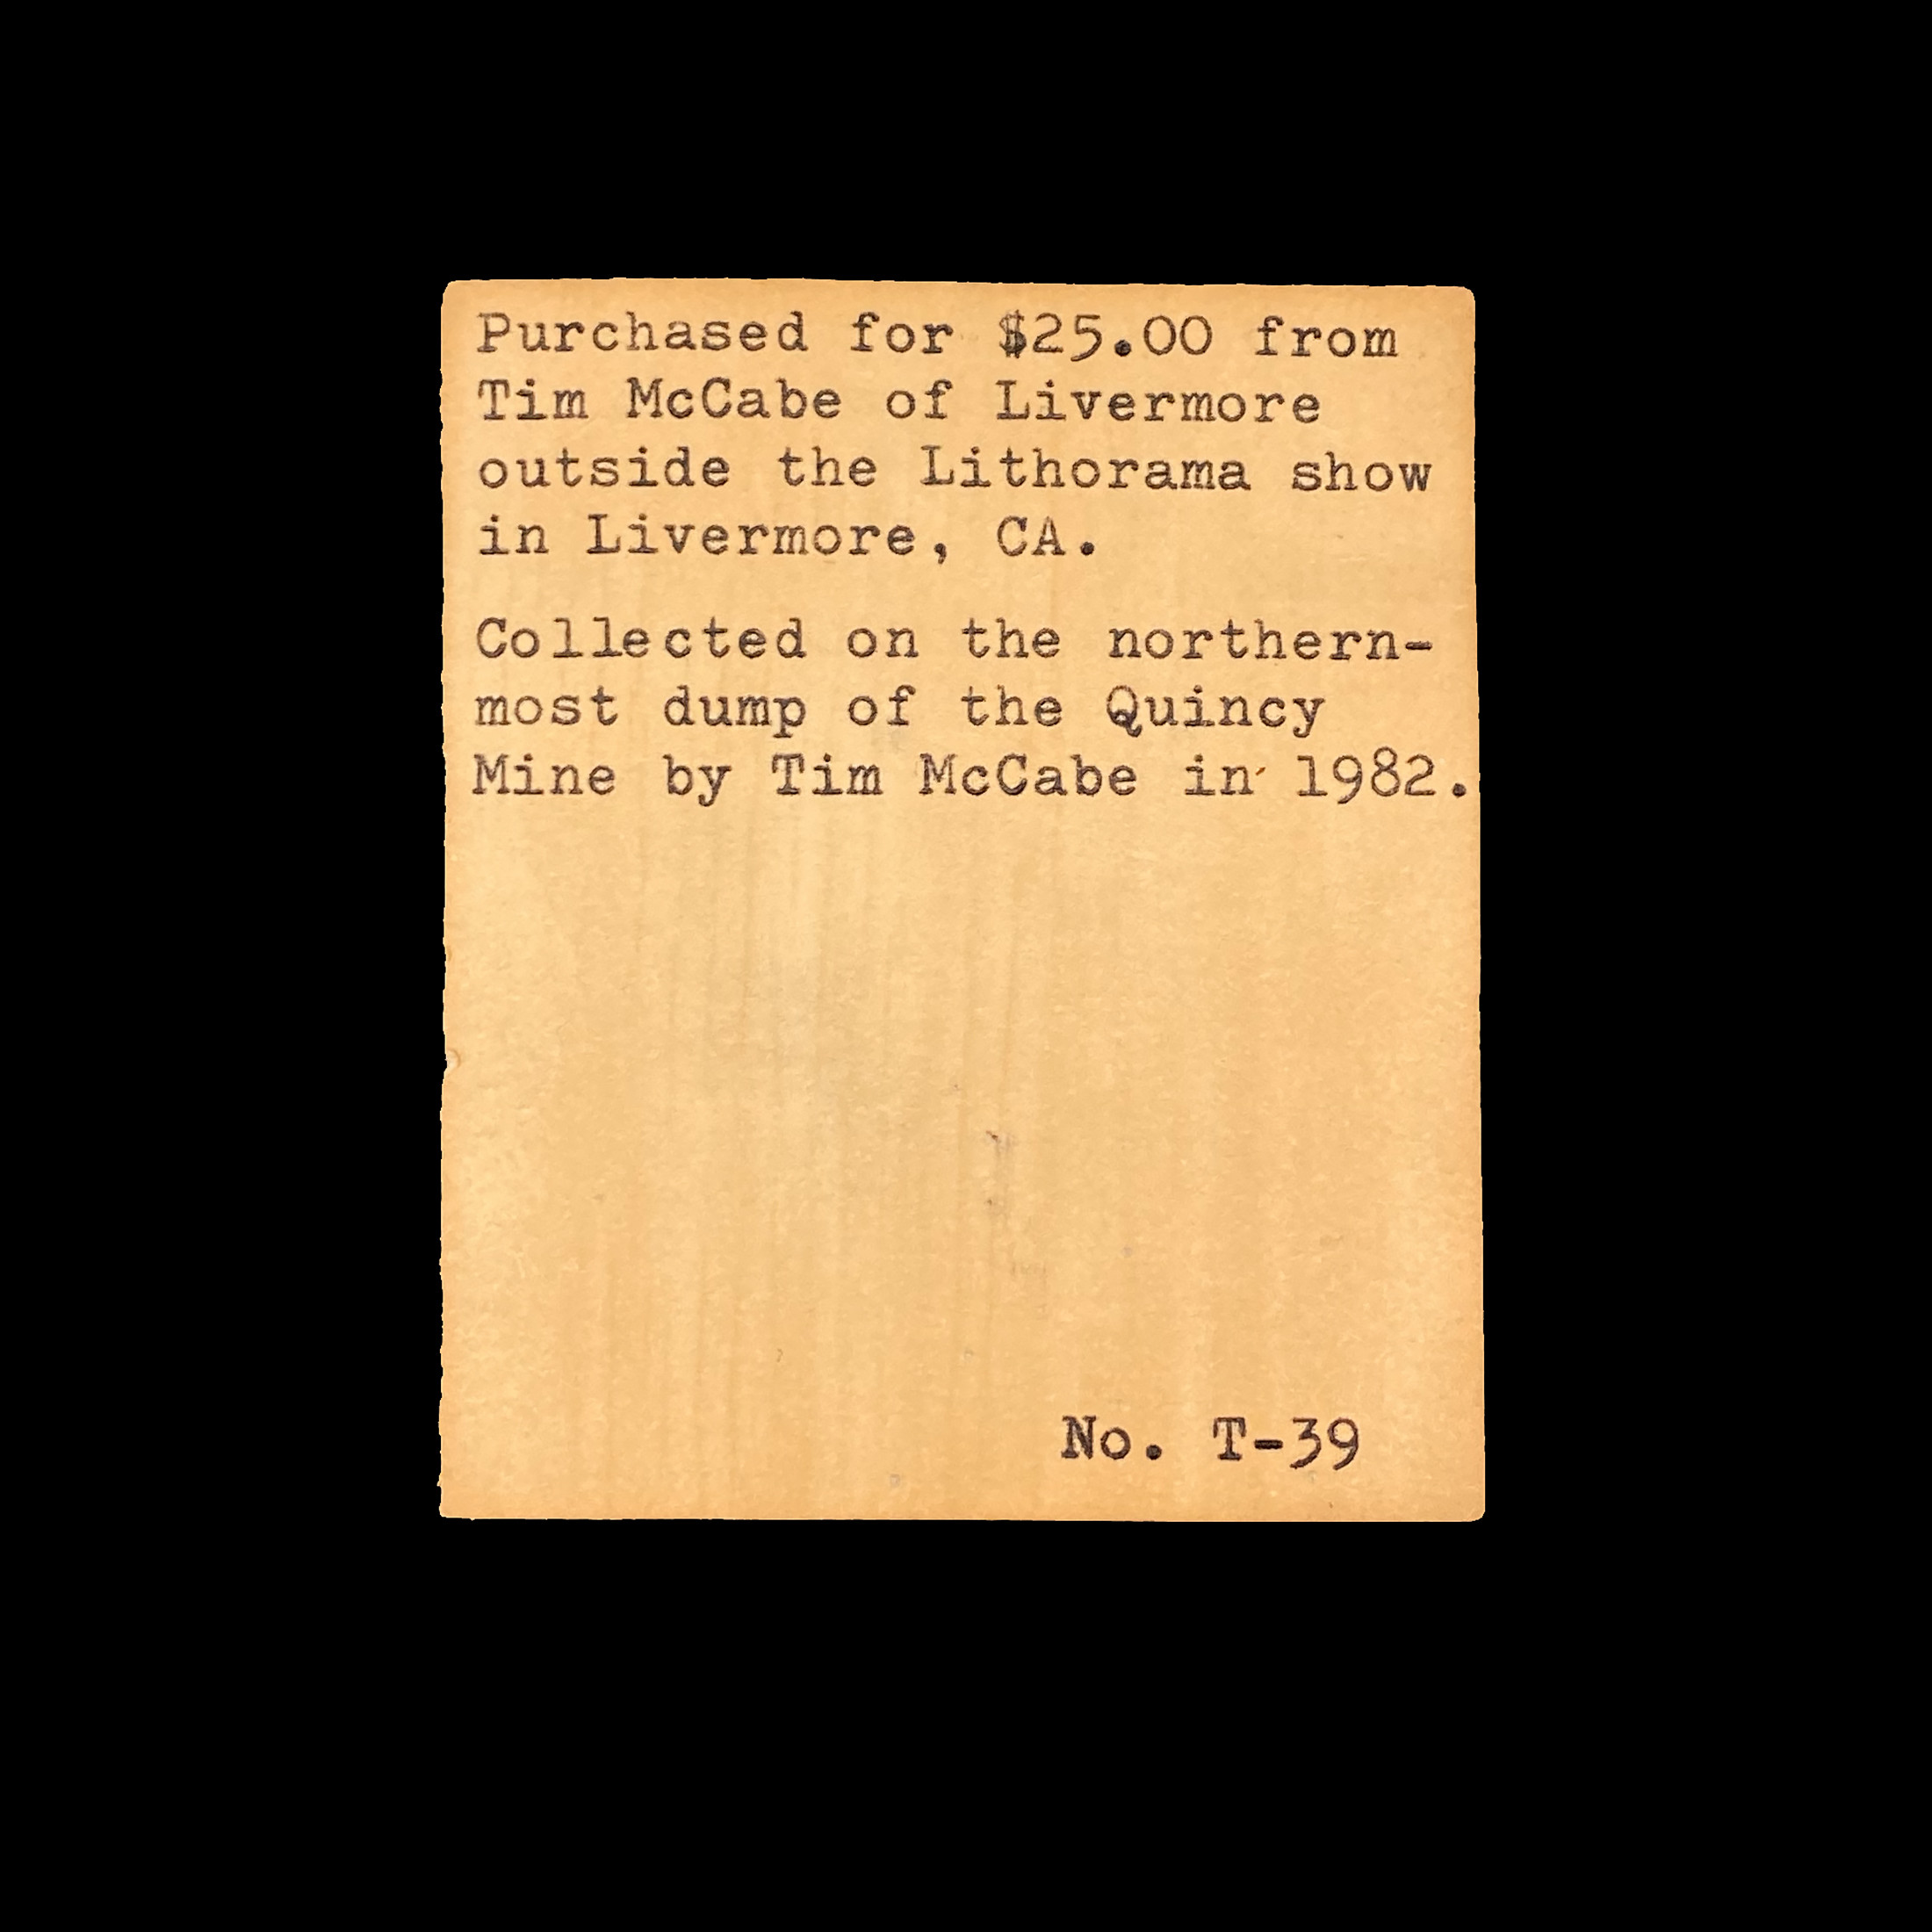 Purchased for $25.00 from
Tim McCabe of Livermore
outside the Lithorama show
in Livermore, CA.
Collected on the northern-
most dump of the Quincy
Mine by Tim McCabe in 1982.
No. T-39